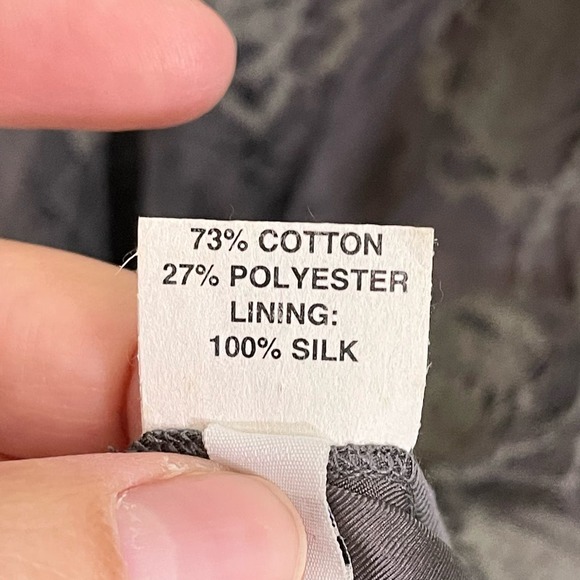 73% COTTON
27% POLYESTER
LINING:
100% SILK